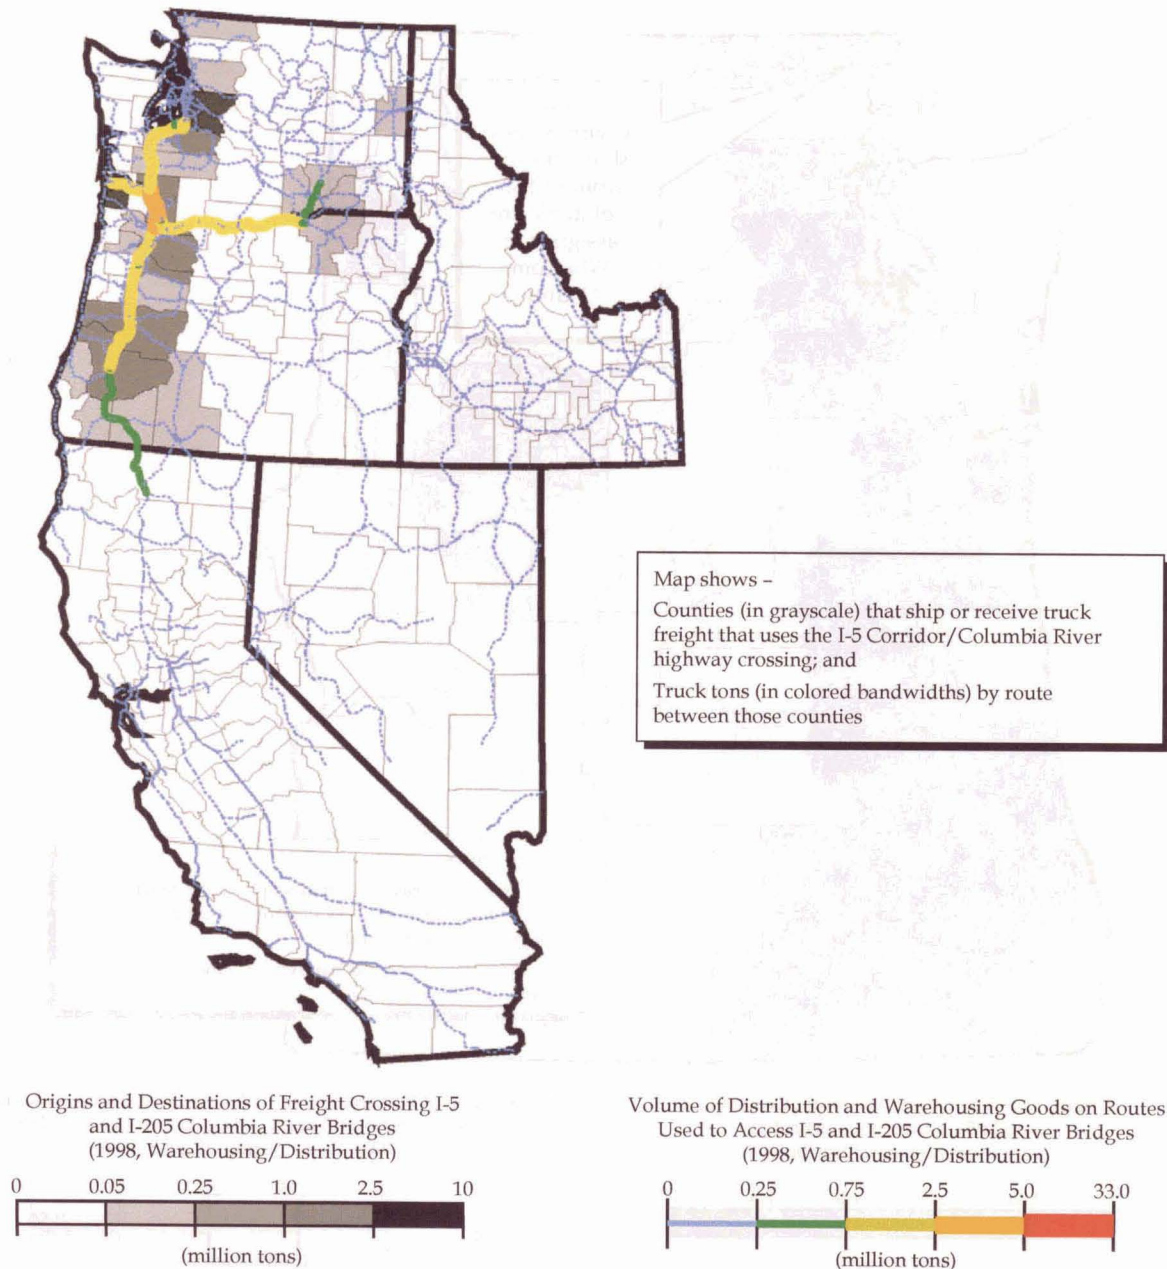 Map shows –
Counties (in grayscale) that ship or receive truck
freight that uses the I-5 Corridor/Columbia River
highway crossing; and
Truck tons (in colored bandwidths) by route
between those counties
Origins and Destinations of Freight Crossing I-5
and I-205 Columbia River Bridges
(1998, Warehousing/Distribution)
0 0.05 0.25 1.0 2.5 10
(million tons)
Volume of Distribution and Warehousing Goods on Routes
Used to Access I-5 and I-205 Columbia River Bridges
(1998, Warehousing/Distribution)
0 0.25 0.75 2.5 5.0 33.0
(million tons)